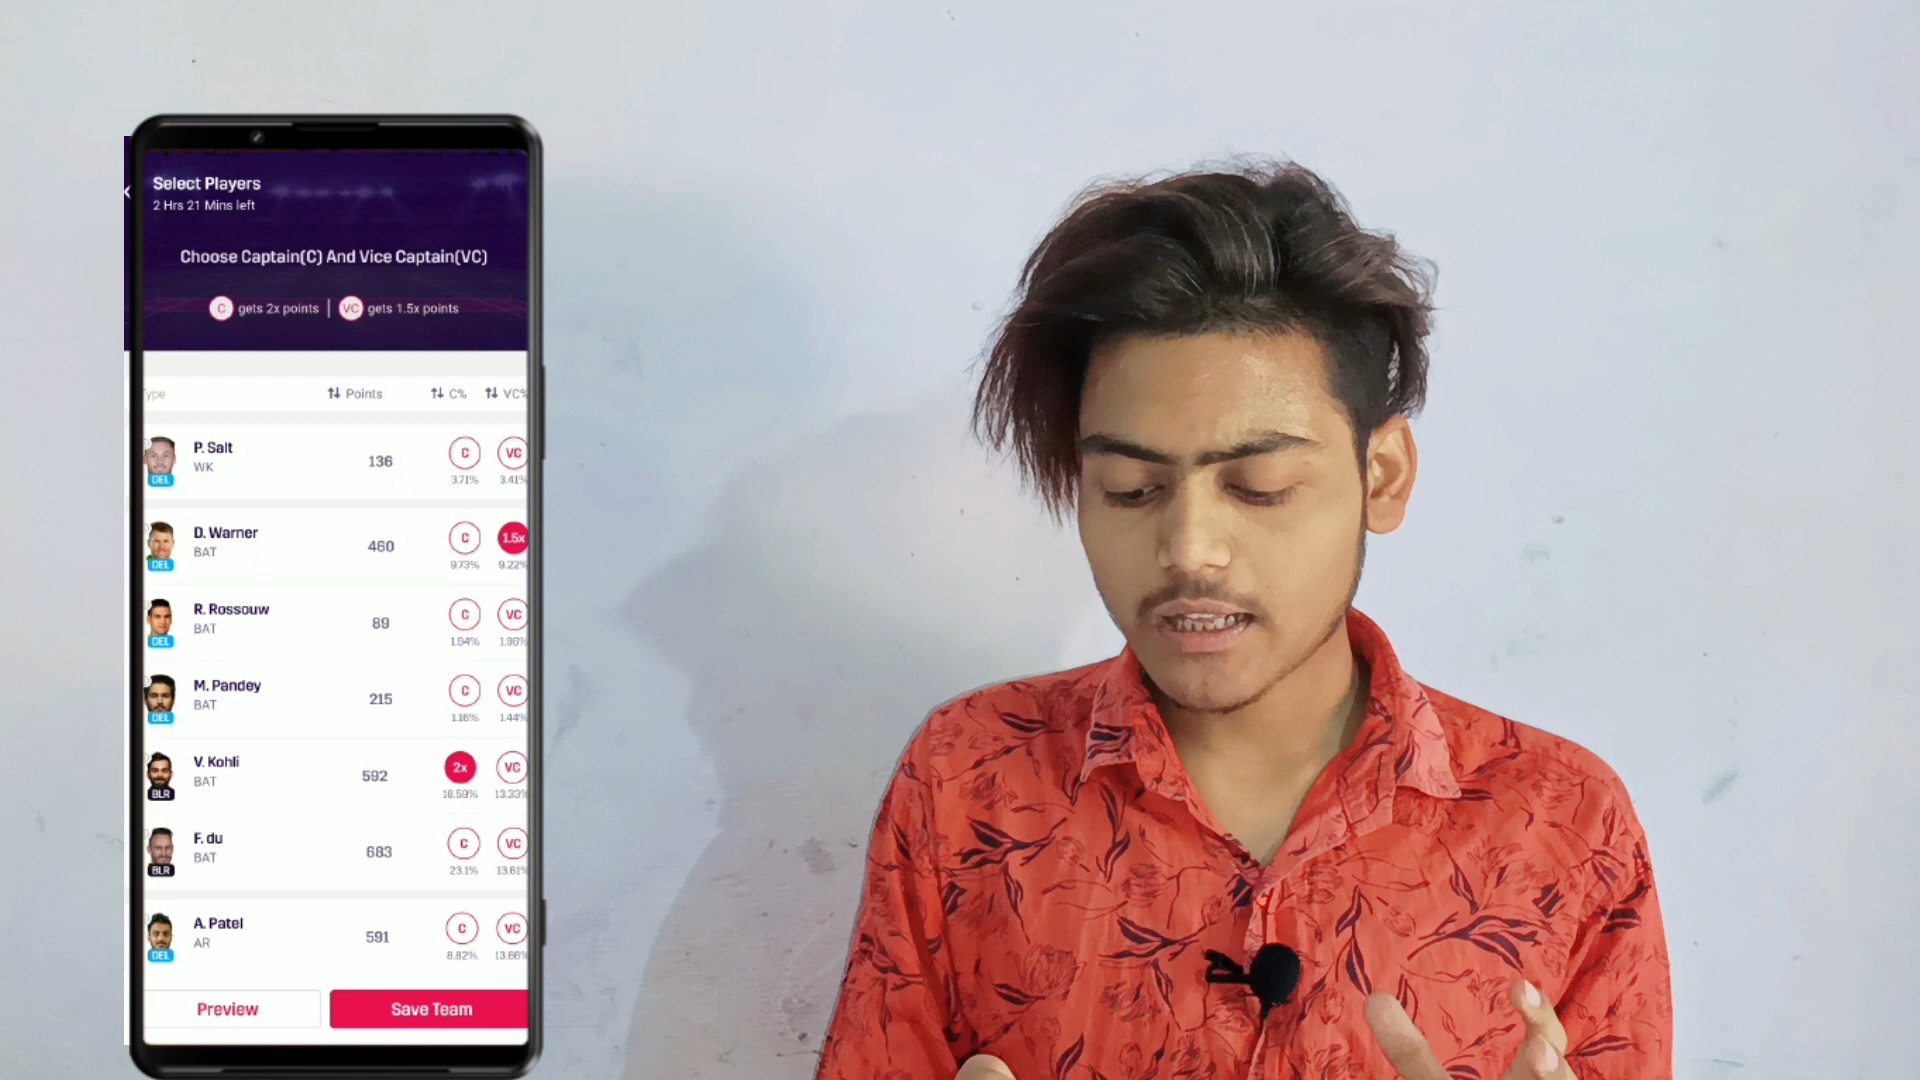 Select Players
2 Hrs 21 Mins left
Choose Captain(C) And Vice Captain(VC)
C gets 2x points | VC gets 1.5x points
Type Points C% VC%
P. Salt
WK
DEL
136
C
3.71%
VC
3.41%
D. Warner
BAT
DEL
460
C
9.73%
1.5x
9.22%
R. Rossouw
BAT
DEL
89
C
1.94%
VC
1.96%
M. Pandey
BAT
DEL
215
C
1.16%
VC
1.44%
V. Kohli
BAT
BLR
592
2x
18.59%
VC
13.33%
F. du
BAT
BLR
683
C
23.1%
VC
13.61%
A. Patel
AR
DEL
591
C
8.82%
VC
13.66%
Preview
Save Team